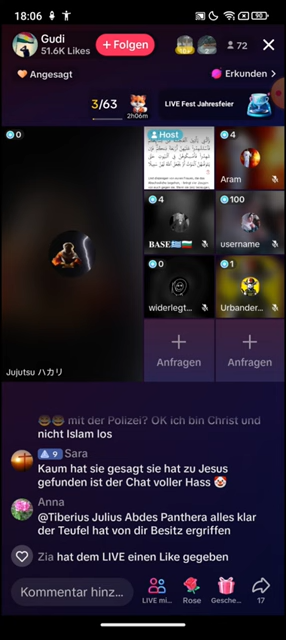 18:06
90
Gudi
51.6K Likes
+ Folgen
72
Angesagt
Erkunden
3/63
2h06m
LIVE Fest Jahresfeier
0
Host
4
Aram
4
BASE
100
username
0
widerlegt...
1
Urbander...
Jujutsu ハカリ
Anfragen
Anfragen
mit der Polizei? OK ich bin Christ und
nicht Islam los
9 Sara
Kaum hat sie gesagt sie hat zu Jesus
gefunden ist der Chat voller Hass 🤡
Anna
@Tiberius Julius Abdes Panthera alles klar
der Teufel hat von dir Besitz ergriffen
Zia hat dem LIVE einen Like gegeben
Kommentar hinz...
LIVE mi...
Rose
Gesche...
17